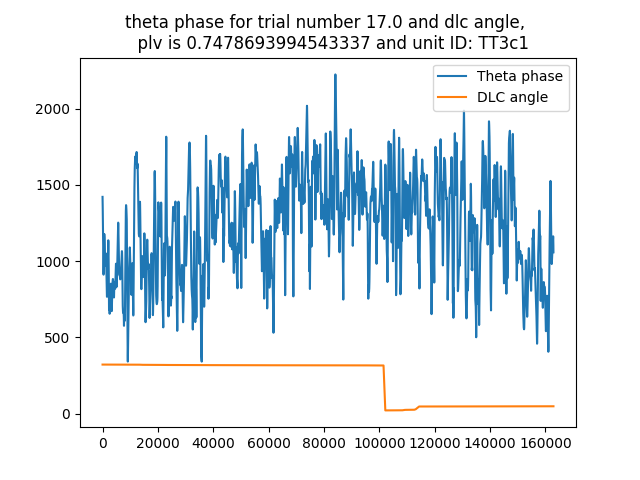 theta phase for trial number 17.0 and dlc angle,
plv is 0.7478693994543337 and unit ID: TT3c1
Theta phase
DLC angle
2000
1500
1000
500
0
0 20000 40000 60000 80000 100000 120000 140000 160000